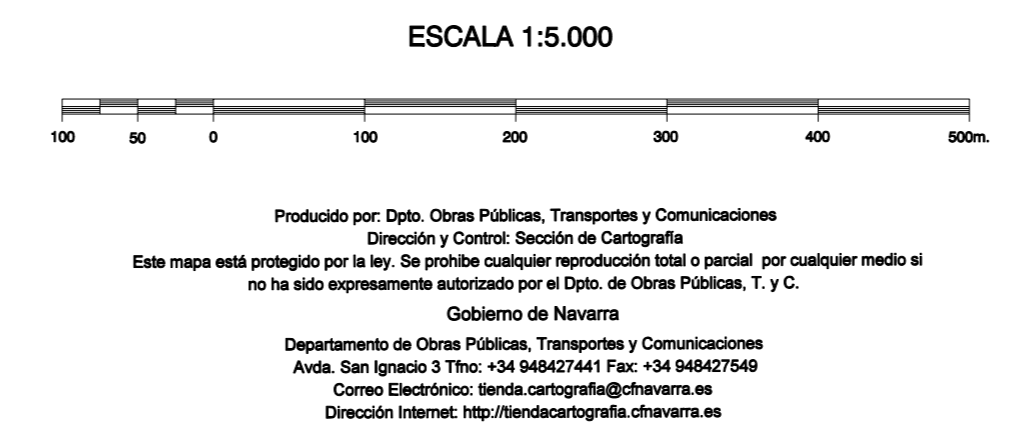 ESCALA 1:5.000
100 50 0 100 200 300 400 500m.
Producido por: Dpto. Obras Públicas, Transportes y Comunicaciones
Dirección y Control: Sección de Cartografía
Este mapa está protegido por la ley. Se prohibe cualquier reproducción total o parcial por cualquier medio si
no ha sido expresamente autorizado por el Dpto. de Obras Públicas, T. y C.
Gobierno de Navarra
Departamento de Obras Públicas, Transportes y Comunicaciones
Avda. San Ignacio 3 Tfno: +34 948427441 Fax: +34 948427549
Correo Electrónico: tienda.cartografia@cfnavarra.es
Dirección Internet: http://tiendacartografia.cfnavarra.es